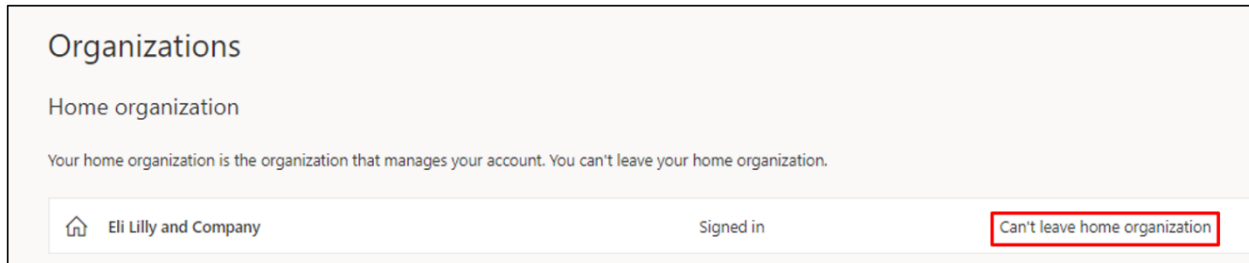 Organizations
Home organization
Your home organization is the organization that manages your account. You can't leave your home organization.
Eli Lilly and Company Signed in Can't leave home organization